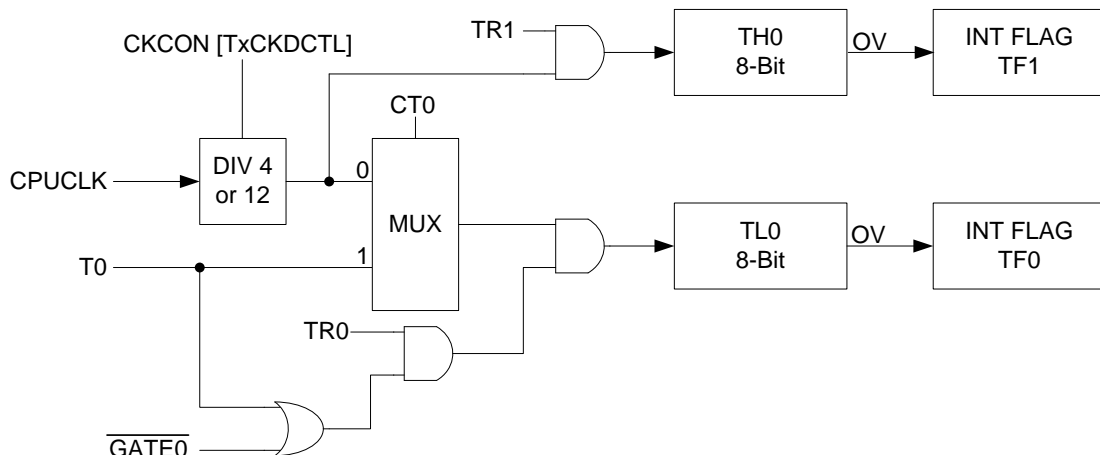 CKCON [TxCKDCTL]
TR1
TH0
8-Bit
OV
INT FLAG
TF1
CT0
CPUCLK
DIV 4
or 12
0
MUX
1
T0
TL0
8-Bit
OV
INT FLAG
TF0
TR0
GATE0